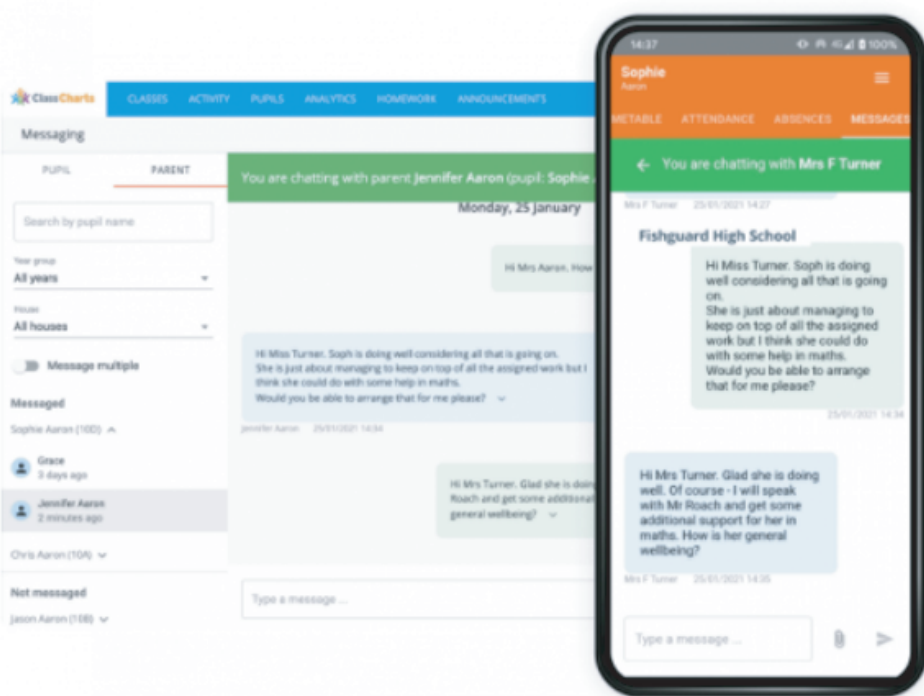 ClassCharts
CLASSES ACTIVITY PUPILS ANALYTICS HOMEWORK ANNOUNCEMENTS
Messaging
PUPIL PARENT
Search by pupil name
Year group
All years
House
All houses
Message multiple
Messaged
Sophie Aaron (10D)
Grace
3 days ago
Jennifer Aaron
2 minutes ago
Chris Aaron (10A)
Not messaged
Jason Aaron (10B)
You are chatting with parent Jennifer Aaron (pupil: Sophie
Monday, 25 January
Hi Mrs Aaron. How
Hi Miss Turner. Soph is doing well considering all that is going on.
She is just about managing to keep on top of all the assigned work but I
think she could do with some help in maths.
Would you be able to arrange that for me please?
Jennifer Aaron 25/01/2021 14:34
Hi Mrs Turner. Glad she is doing
Roach and get some additional
general wellbeing?
Type a message ...
14:37 4G 100%
Sophie
Aaron
METABLE ATTENDANCE ABSENCES MESSAGES
← You are chatting with Mrs F Turner
Mrs F Turner 25/01/2021 14:27
Fishguard High School
Hi Miss Turner. Soph is doing
well considering all that is going
on.
She is just about managing to
keep on top of all the assigned
work but I think she could do
with some help in maths.
Would you be able to arrange
that for me please?
25/01/2021 14:34
Hi Mrs Turner. Glad she is doing
well. Of course - I will speak
with Mr Roach and get some
additional support for her in
maths. How is her general
wellbeing?
Mrs F Turner 25/01/2021 14:35
Type a message ...